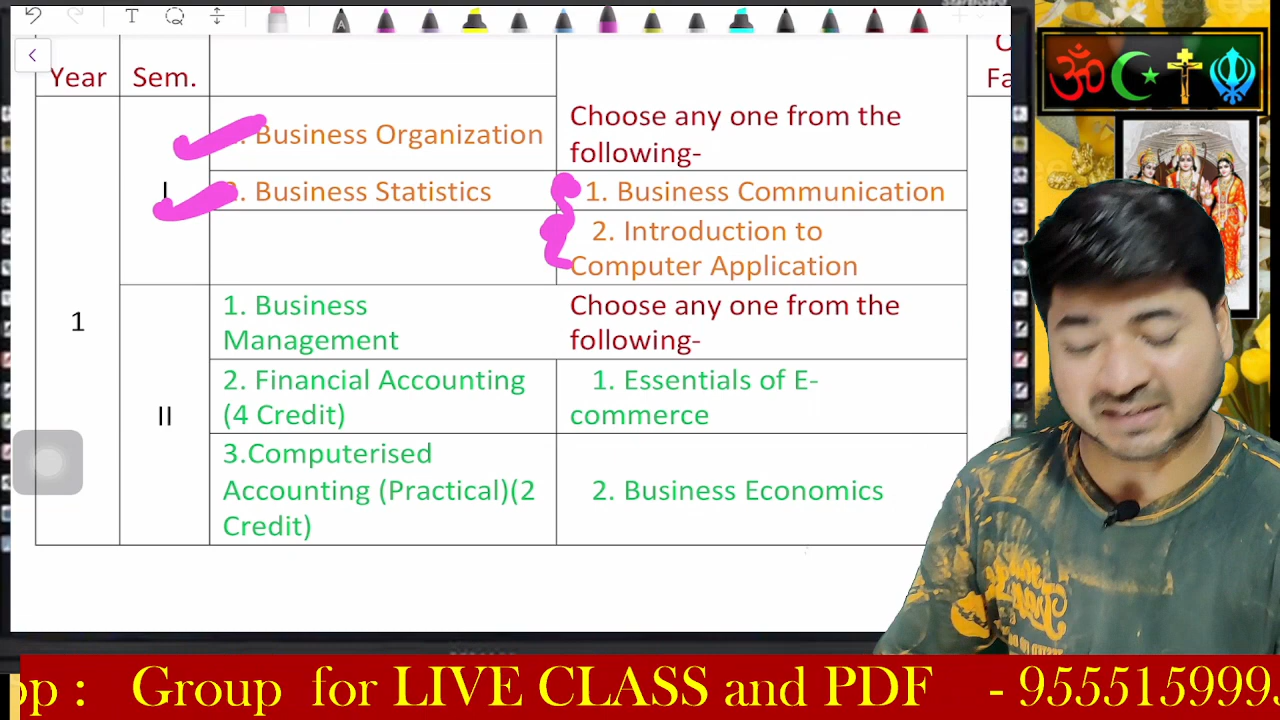 Year
Sem.
Business Organization
Choose any one from the
following-
I
. Business Statistics
1. Business Communication
2. Introduction to
Computer Application
1
II
1. Business
Management
Choose any one from the
following-
2. Financial Accounting
(4 Credit)
1. Essentials of E-
commerce
3.Computerised
Accounting (Practical)(2
Credit)
2. Business Economics
: Group for LIVE CLASS and PDF - 955515999